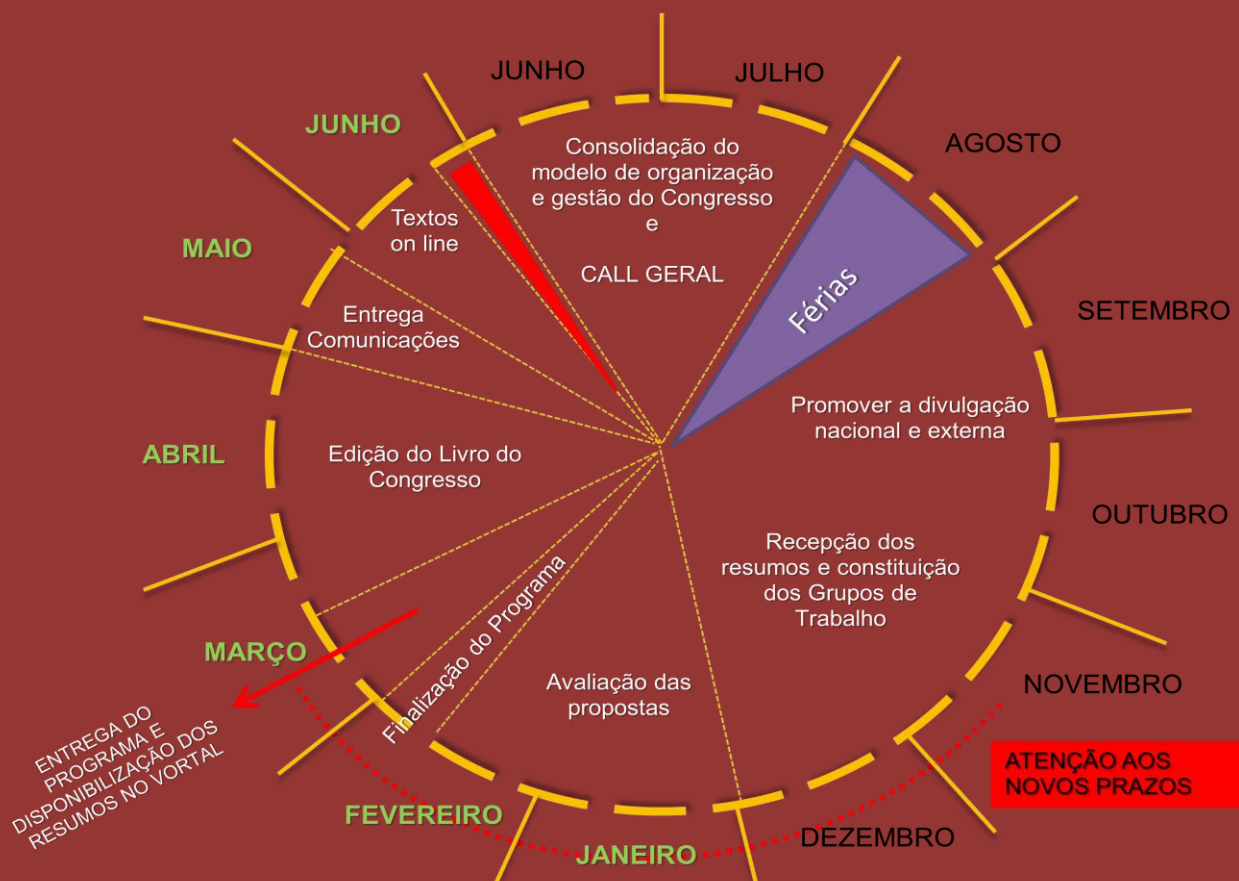 JUNHO
JULHO
AGOSTO
SETEMBRO
OUTUBRO
NOVEMBRO
DEZEMBRO
JANEIRO
FEVEREIRO
MARÇO
ABRIL
MAIO
JUNHO
Consolidação do
modelo de organização
e gestão do Congresso
e
CALL GERAL
Férias
Promover a divulgação
nacional e externa
Recepção dos
resumos e constituição
dos Grupos de
Trabalho
Avaliação das
propostas
Finalização do Programa
Edição do Livro do
Congresso
Entrega
Comunicações
Textos
on line
ENTREGA DO
PROGRAMA E
DISPONIBILIZAÇÃO DOS
RESUMOS NO VORTAL
ATENÇÃO AOS
NOVOS PRAZOS